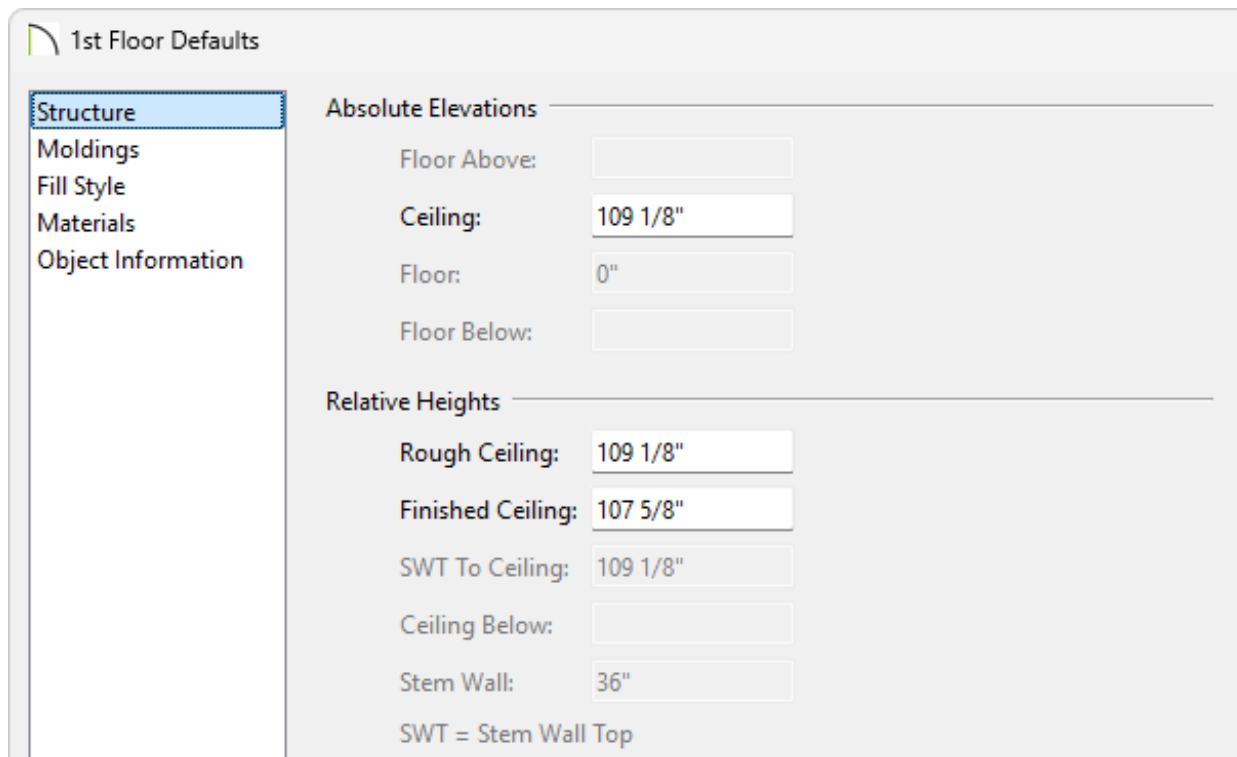 1st Floor Defaults
Structure
Moldings
Fill Style
Materials
Object Information
Absolute Elevations
Floor Above:
Ceiling: 109 1/8"
Floor: 0"
Floor Below:
Relative Heights
Rough Ceiling: 109 1/8"
Finished Ceiling: 107 5/8"
SWT To Ceiling: 109 1/8"
Ceiling Below:
Stem Wall: 36"
SWT = Stem Wall Top